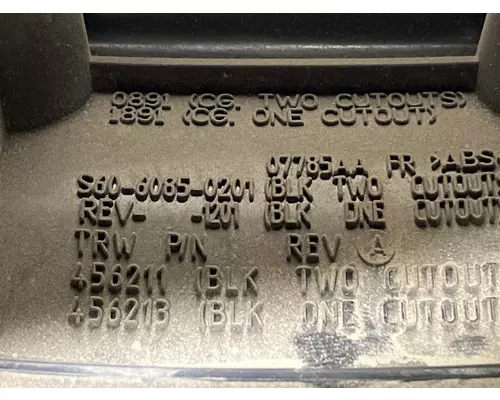 0891 (CG. TWO CUTOUTS)
1891 (CG. ONE CUTOUT)
07785AA FR >ABS
S60-6085-0201 (BLK TWO CUTOUT
REV- -1201 (BLK ONE CUTOUT
TRW P/N REV A
456211 (BLK TWO CUTOUT
456213 (BLK ONE CUTOUT